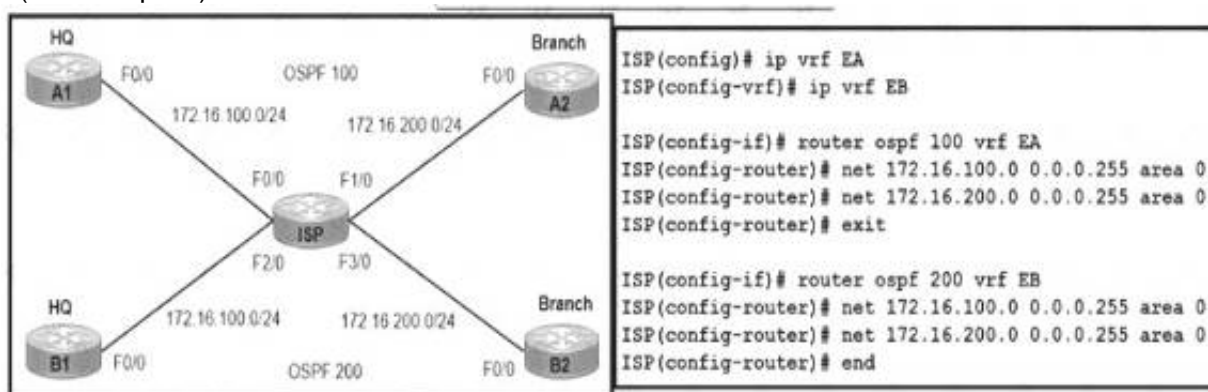 HQ
Branch
F0/0
OSPF 100
F0/0
A1
A2
172.16.100.0/24
172.16.200.0/24
F0/0
F1/0
ISP
F2/0
F3/0
HQ
Branch
172.16.100.0/24
172.16.200.0/24
B1
F0/0
OSPF 200
F0/0
B2
ISP(config)# ip vrf EA
ISP(config-vrf)# ip vrf EB
ISP(config-if)# router ospf 100 vrf EA
ISP(config-router)# net 172.16.100.0 0.0.0.255 area 0
ISP(config-router)# net 172.16.200.0 0.0.0.255 area 0
ISP(config-router)# exit
ISP(config-if)# router ospf 200 vrf EB
ISP(config-router)# net 172.16.100.0 0.0.0.255 area 0
ISP(config-router)# net 172.16.200.0 0.0.0.255 area 0
ISP(config-router)# end